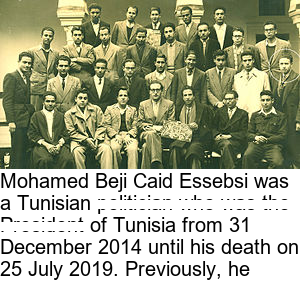 Mohamed Beji Caid Essebsi was
a Tunisian politician who was the
President of Tunisia from 31
December 2014 until his death on
25 July 2019. Previously, he